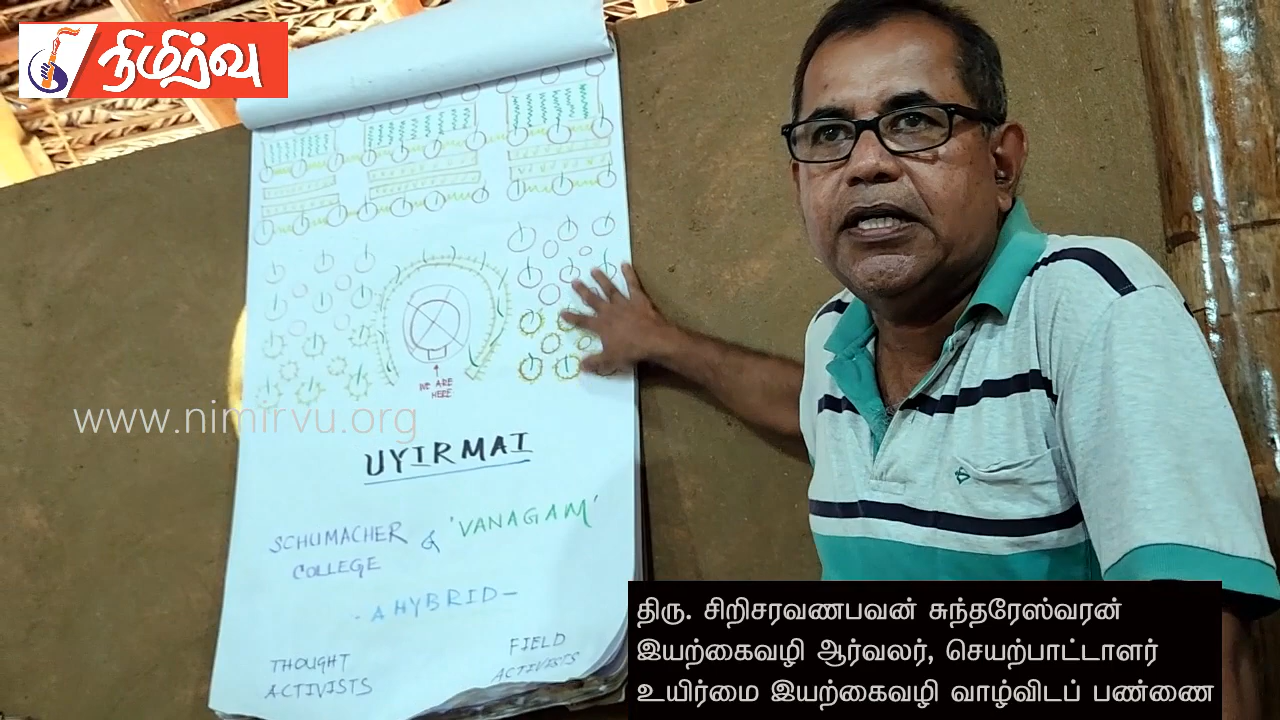 நிமிர்வு
WE ARE
HERE
www.nimirvu.org
UYIRMAI
SCHUMACHER & 'VANAGAM'
COLLEGE
- A HYBRID -
THOUGHT
ACTIVISTS
FIELD
ACTIVISTS
திரு. சிறிசரவணபவன் சுந்தரேஸ்வரன்
இயற்கைவழி ஆர்வலர், செயற்பாட்டாளர்
உயிர்மை இயற்கைவழி வாழ்விடப் பண்ணை